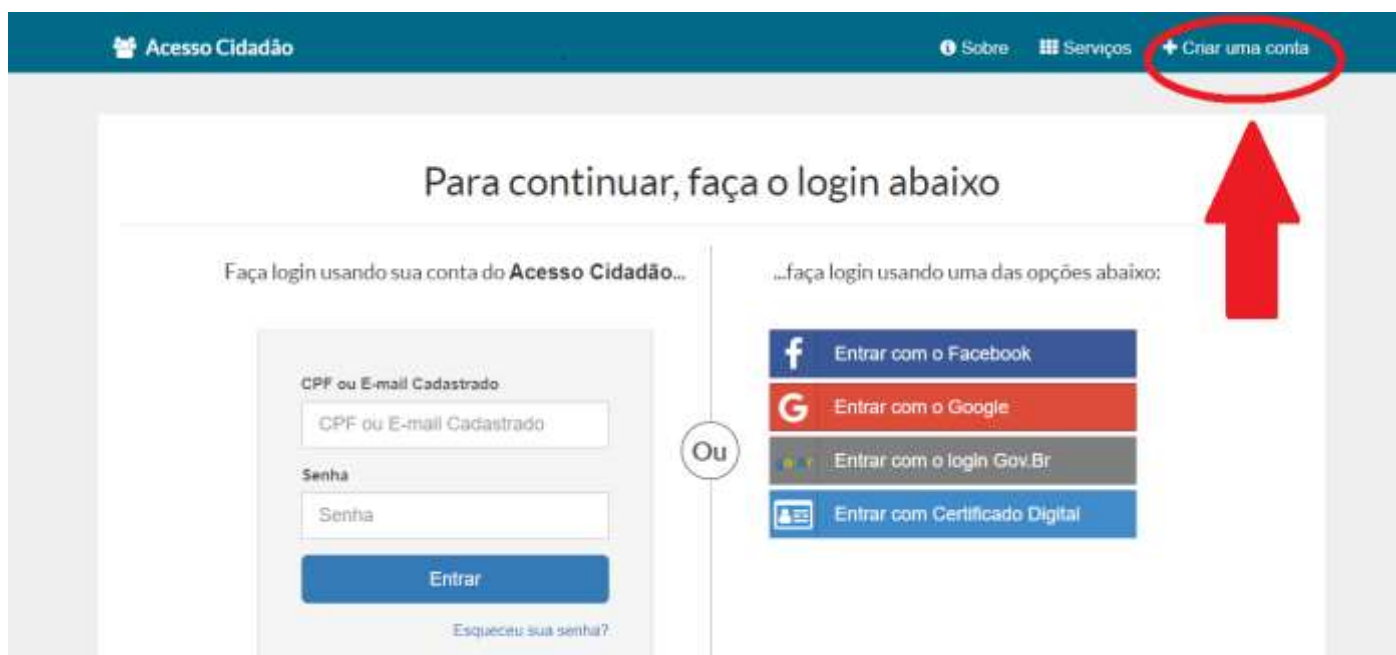 Acesso Cidadão
Sobre
Serviços
Criar uma conta
Para continuar, faça o login abaixo
Faça login usando sua conta do Acesso Cidadão...
CPF ou E-mail Cadastrado
CPF ou E-mail Cadastrado
Senha
Senha
Entrar
Esqueceu sua senha?
Ou
...faça login usando uma das opções abaixo:
Entrar com o Facebook
Entrar com o Google
Entrar com o login Gov.Br
Entrar com Certificado Digital